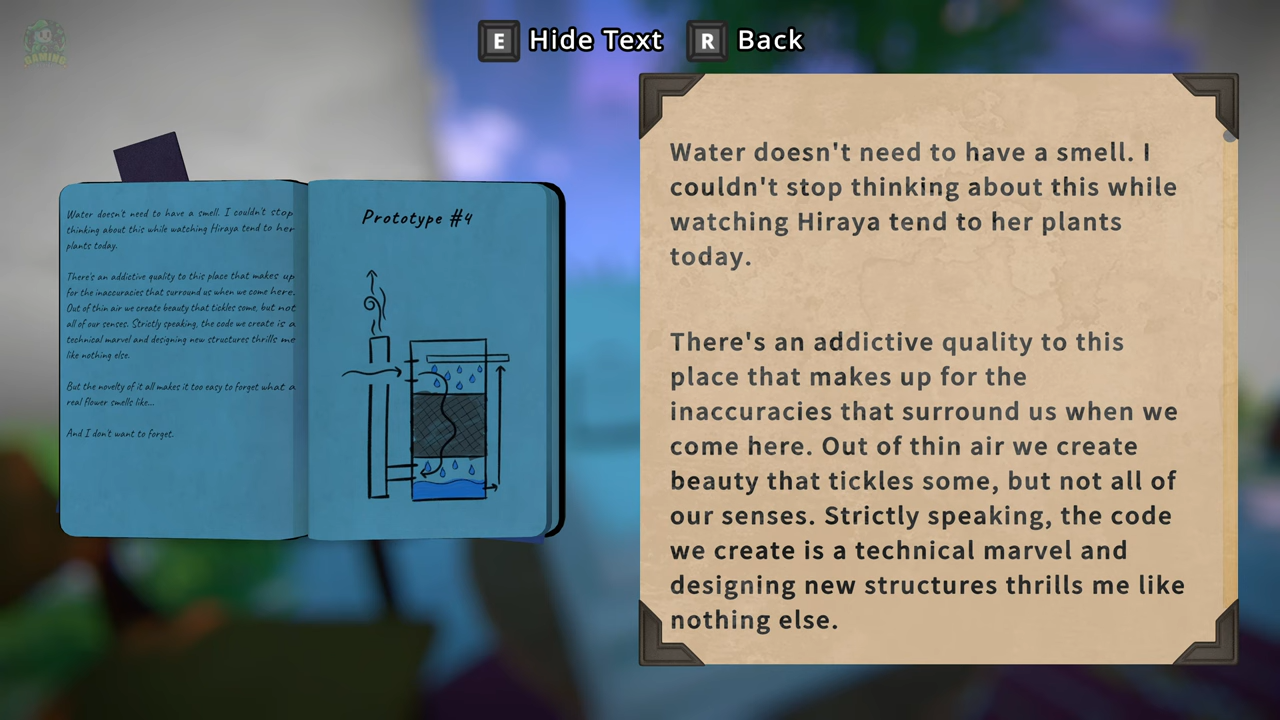 E Hide Text R Back
GAMING
Water doesn't need to have a smell. I couldn't stop
thinking about this while watching Hiraya tend to her
plants today.
There's an addictive quality to this place that makes up
for the inaccuracies that surround us when we come here.
Out of thin air we create beauty that tickles some, but not
all of our senses. Strictly speaking, the code we create is a
technical marvel and designing new structures thrills me
like nothing else.
But the novelty of it all makes it too easy to forget what a
real flower smells like...
And I don't want to forget.
Prototype #4
Water doesn't need to have a smell. I
couldn't stop thinking about this while
watching Hiraya tend to her plants
today.
There's an addictive quality to this
place that makes up for the
inaccuracies that surround us when we
come here. Out of thin air we create
beauty that tickles some, but not all of
our senses. Strictly speaking, the code
we create is a technical marvel and
designing new structures thrills me like
nothing else.